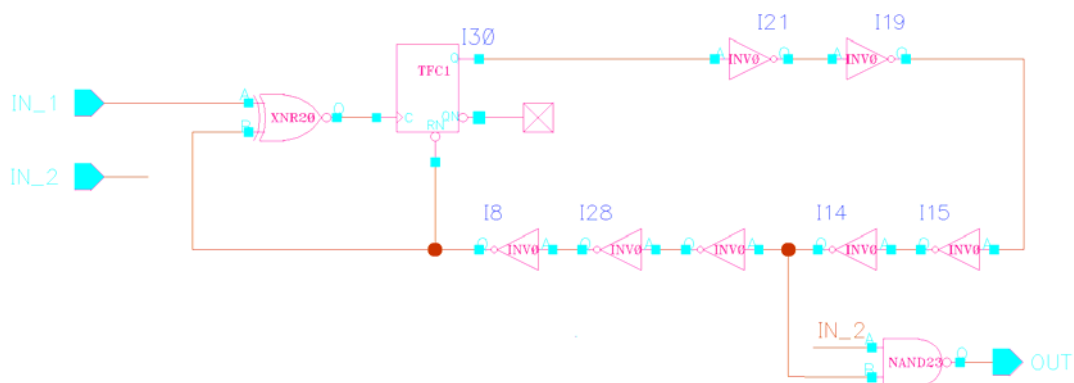 I30
I21
I19
IN_1
A
B
XNR20
Q
C
TFC1
Q
QN
RN
A
INV0
Q
A
INV0
Q
IN_2
I8
I28
I14
I15
Q
INV0
A
Q
INV0
A
Q
INV0
A
Q
INV0
A
Q
INV0
A
IN_2
A
B
NAND23
Q
OUT